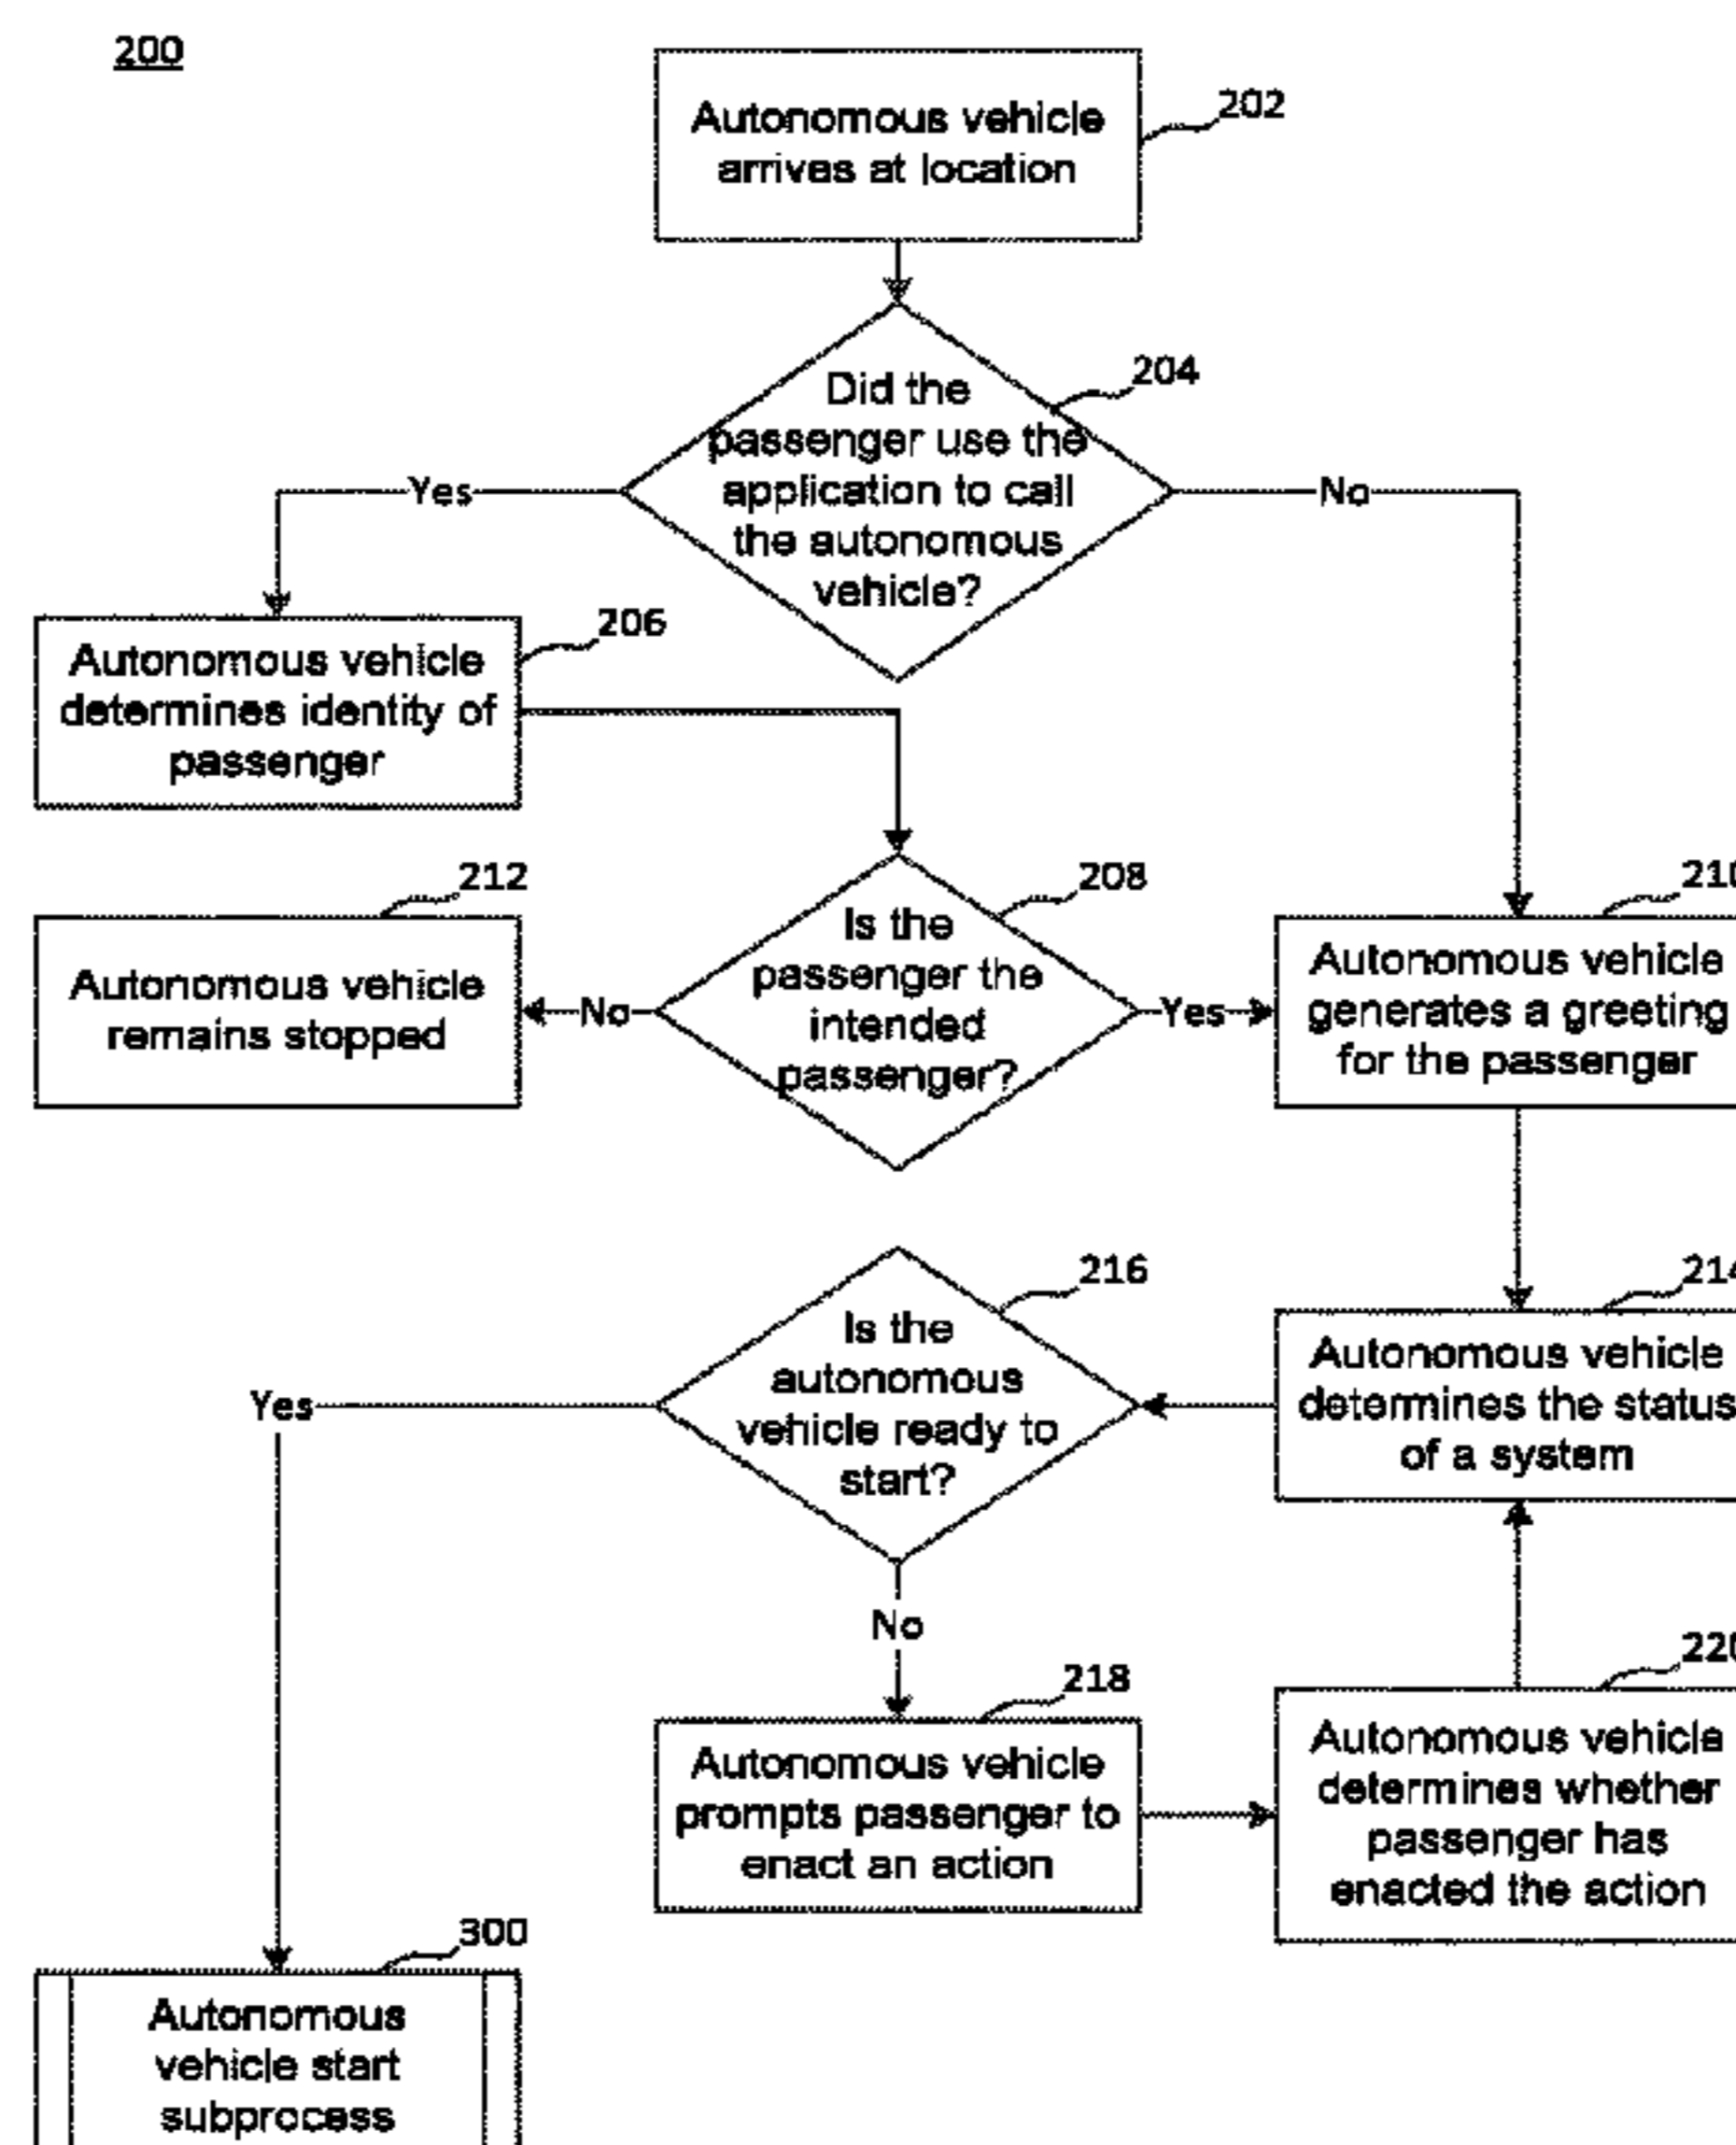 200
Autonomous vehicle
arrives at location
202
Did the
passenger use the
application to call
the autonomous
vehicle?
204
Yes
No
Autonomous vehicle
determines identity of
passenger
206
212
Autonomous vehicle
remains stopped
No
208
Is the
passenger the
intended
passenger?
Yes
Autonomous vehicle
generates a greeting
for the passenger
216
Is the
autonomous
vehicle ready to
start?
Autonomous vehicle
determines the status
of a system
Yes
No
218
Autonomous vehicle
prompts passenger to
enact an action
Autonomous vehicle
determines whether
passenger has
enacted the action
300
Autonomous
vehicle start
subprocess